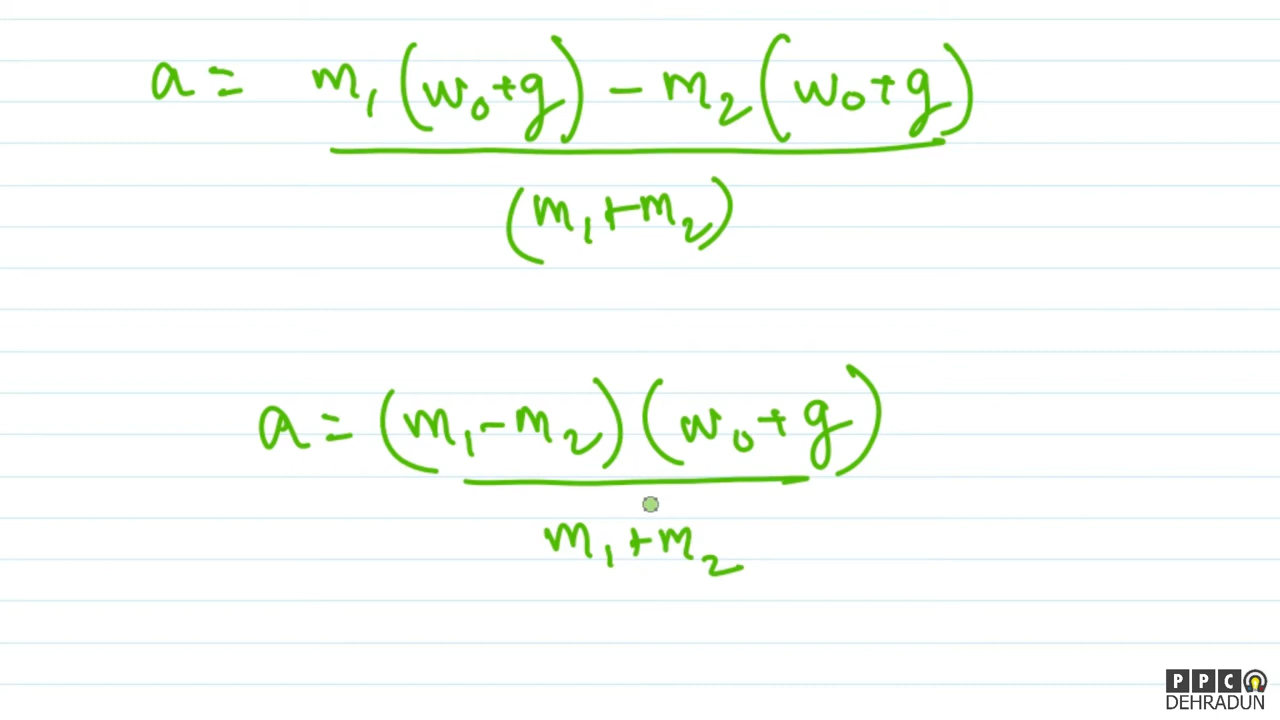 a = m₁(w₀+g) − m₂(w₀+g)
(m₁+m₂)
a = (m₁−m₂)(w₀+g)
m₁+m₂
PPC
DEHRADUN